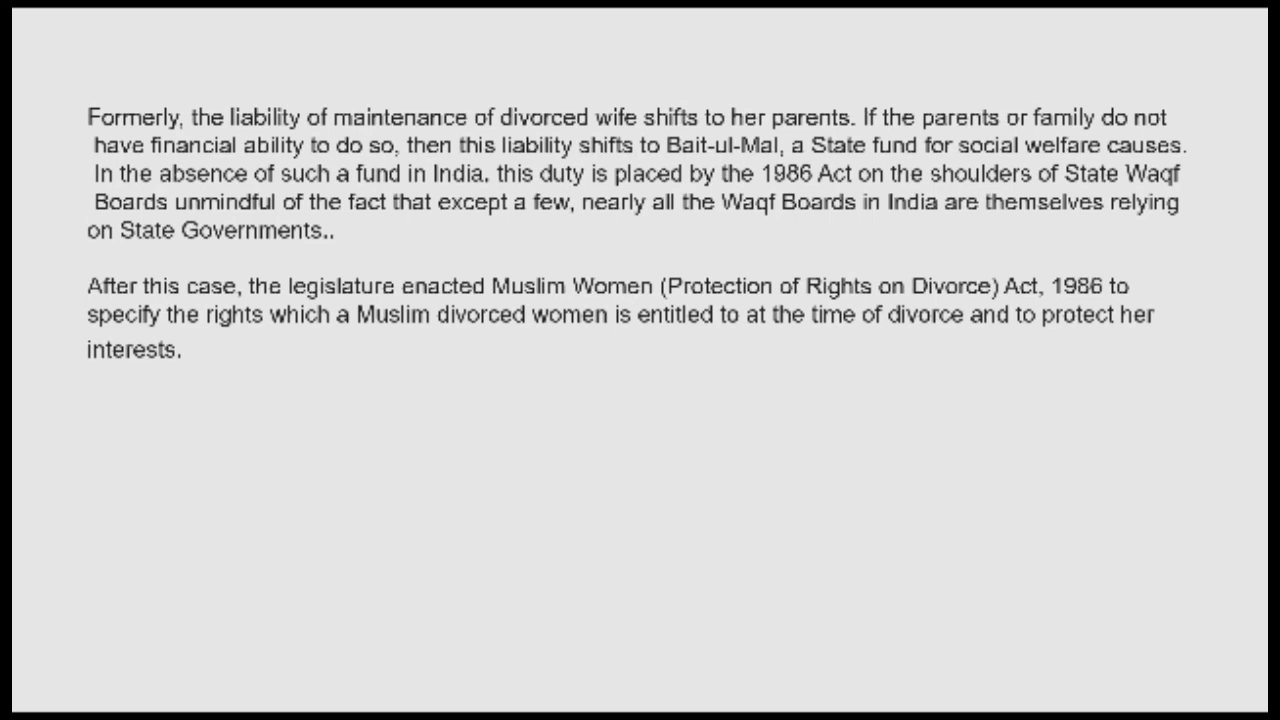 Formerly, the liability of maintenance of divorced wife shifts to her parents. If the parents or family do not
have financial ability to do so, then this liability shifts to Bait-ul-Mal, a State fund for social welfare causes.
In the absence of such a fund in India, this duty is placed by the 1986 Act on the shoulders of State Waqf
Boards unmindful of the fact that except a few, nearly all the Waqf Boards in India are themselves relying
on State Governments..
After this case, the legislature enacted Muslim Women (Protection of Rights on Divorce) Act, 1986 to
specify the rights which a Muslim divorced women is entitled to at the time of divorce and to protect her
interests.